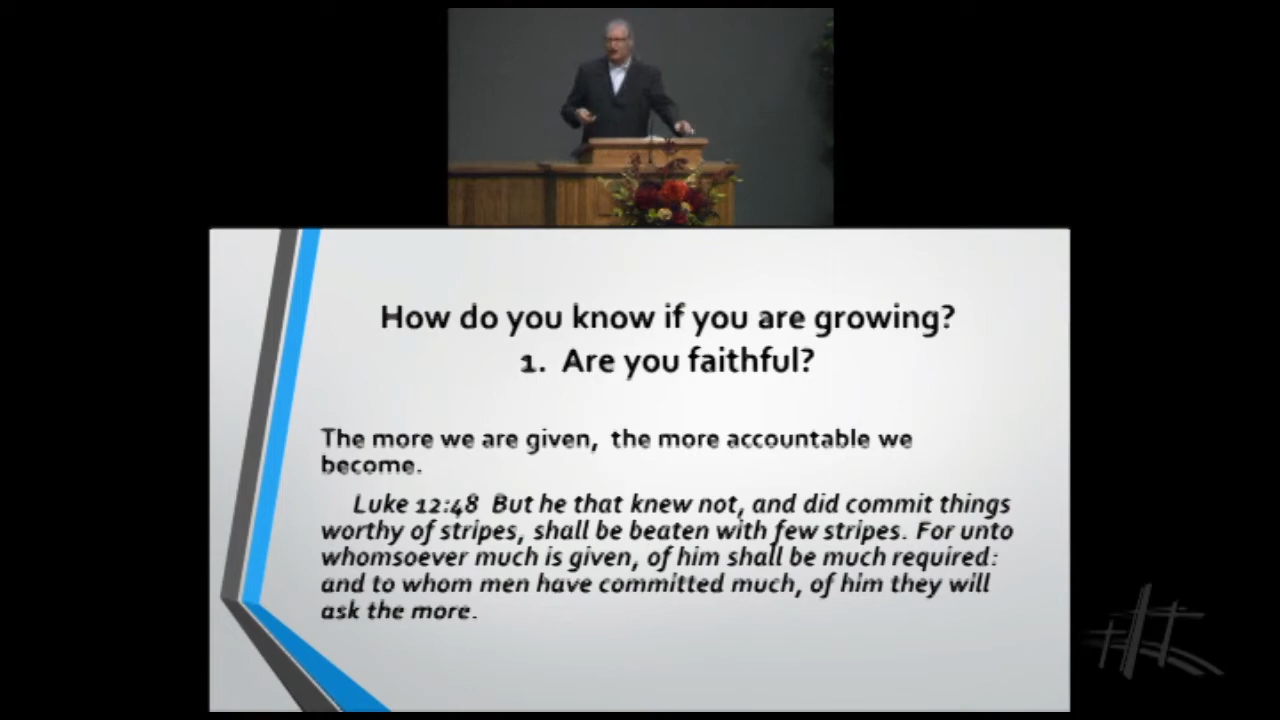 How do you know if you are growing?
1. Are you faithful?
The more we are given, the more accountable we
become.
Luke 12:48 But he that knew not, and did commit things
worthy of stripes, shall be beaten with few stripes. For unto
whomsoever much is given, of him shall be much required:
and to whom men have committed much, of him they will
ask the more.